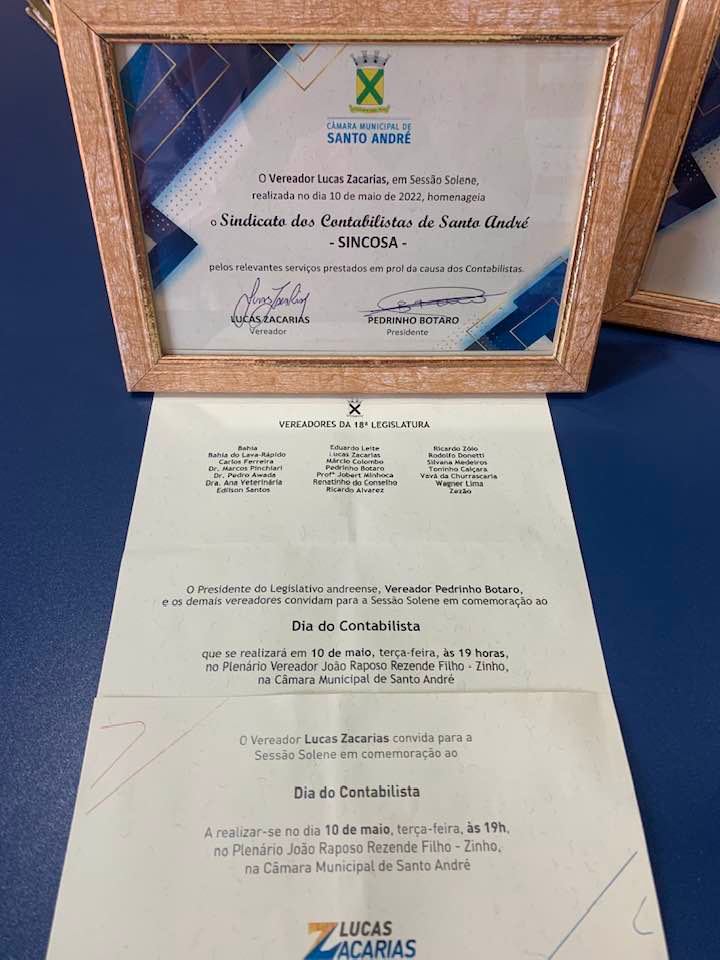 CÂMARA MUNICIPAL DE
SANTO ANDRÉ
O Vereador Lucas Zacarias, em Sessão Solene,
realizada no dia 10 de maio de 2022, homenageia
o Sindicato dos Contabilistas de Santo André
- SINCOSA -
pelos relevantes serviços prestados em prol da causa dos Contabilistas.
LUCAS ZACARIAS
Vereador
PEDRINHO BOTARO
Presidente
VEREADORES DA 18ª LEGISLATURA
Bahia
Bahia do Lava-Rápido
Carlos Ferreira
Dr. Marcos Pinchiari
Dr. Pedro Awada
Dra. Ana Veterinária
Edilson Santos
Eduardo Leite
Lucas Zacarias
Márcio Colombo
Pedrinho Botaro
Profº Jobert Minhoca
Renatinho do Conselho
Ricardo Alvarez
Ricardo Zóio
Rodolfo Donetti
Silvana Medeiros
Toninho Caiçara
Vavá da Churrascaria
Wagner Lima
Zezão
O Presidente do Legislativo andreense, Vereador Pedrinho Botaro,
e os demais vereadores convidam para a Sessão Solene em comemoração ao
Dia do Contabilista
que se realizará em 10 de maio, terça-feira, às 19 horas,
no Plenário Vereador João Raposo Rezende Filho - Zinho,
na Câmara Municipal de Santo André
O Vereador Lucas Zacarias convida para a
Sessão Solene em comemoração ao
Dia do Contabilista
A realizar-se no dia 10 de maio, terça-feira, às 19h,
no Plenário João Raposo Rezende Filho - Zinho,
na Câmara Municipal de Santo André
LUCAS
ZACARIAS